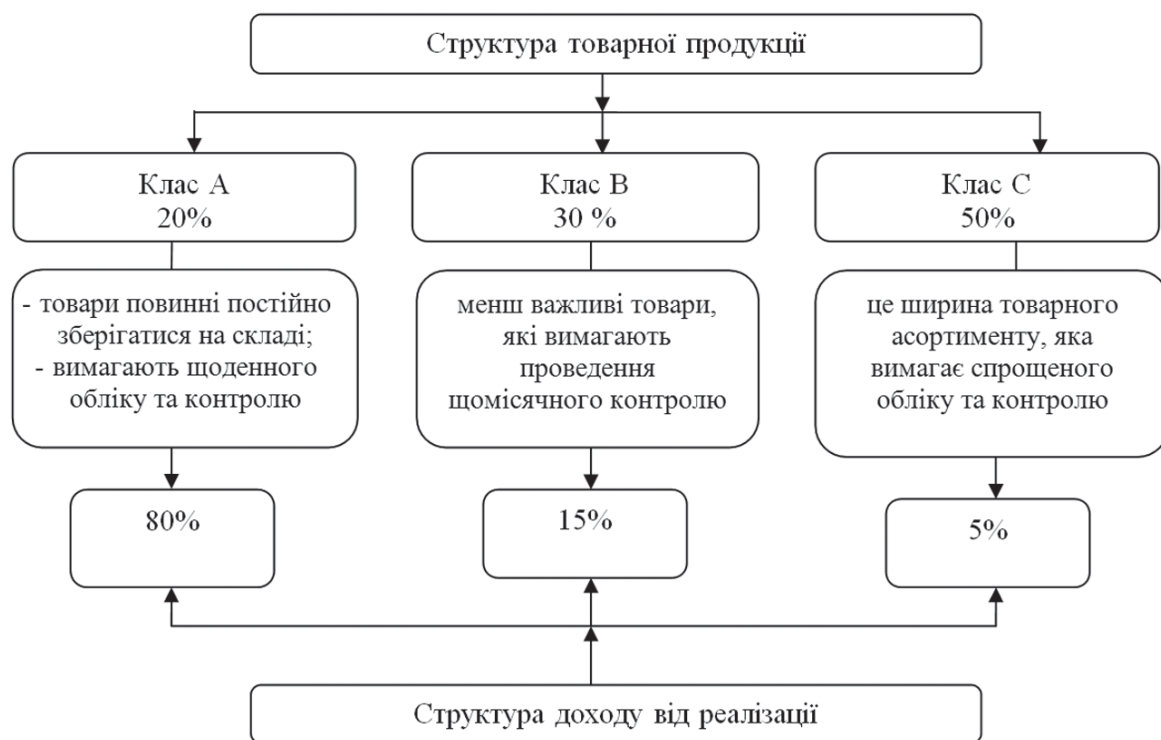 Структура товарної продукції
Клас А
20%
Клас В
30 %
Клас С
50%
- товари повинні постійно
зберігатися на складі;
- вимагають щоденного
обліку та контролю
менш важливі товари,
які вимагають
проведення
щомісячного контролю
це ширина товарного
асортименту, яка
вимагає спрощеного
обліку та контролю
80%
15%
5%
Структура доходу від реалізації